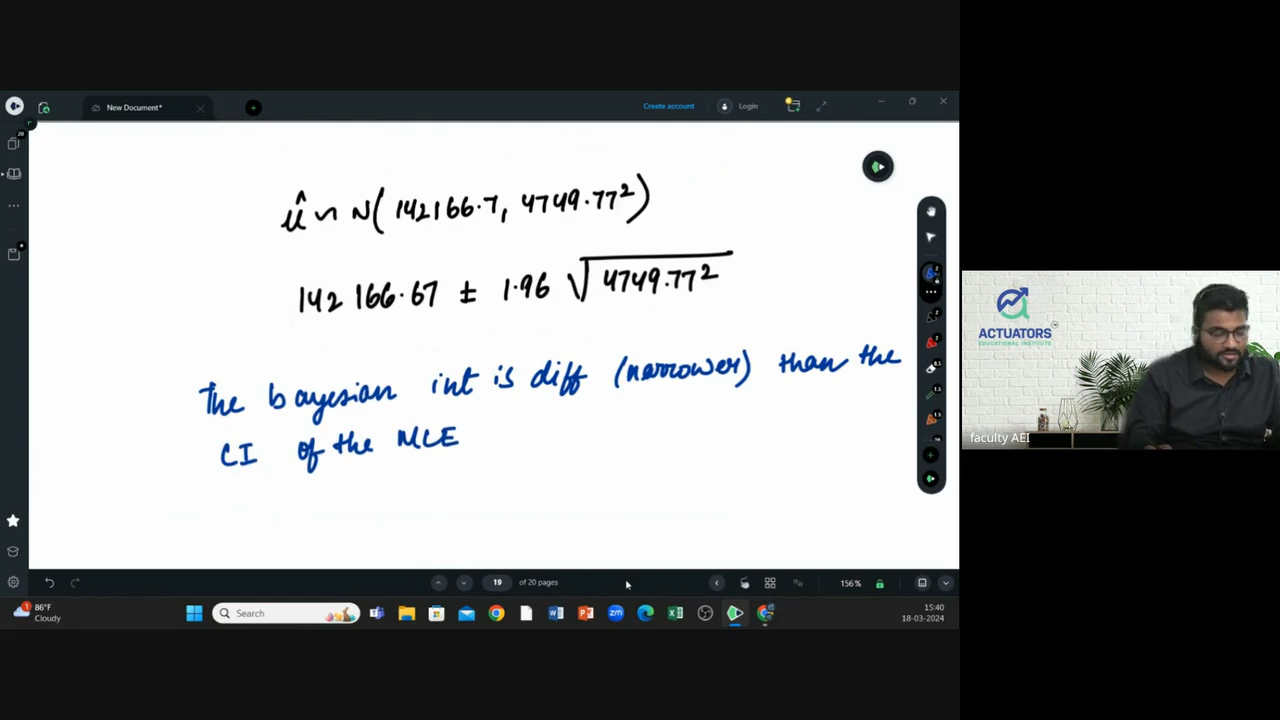 New Document*
Create account
Login
μ̂ ~ N(142166.7, 4749.77²)
142166.67 ± 1.96 √4749.77²
The bayesian int is diff (narrower) than the
CI of the MLE
ACTUATORS
EDUCATIONAL INSTITUTE
faculty AEI
19 of 20 pages
156%
86°F
Cloudy
Search
15:40
18-03-2024